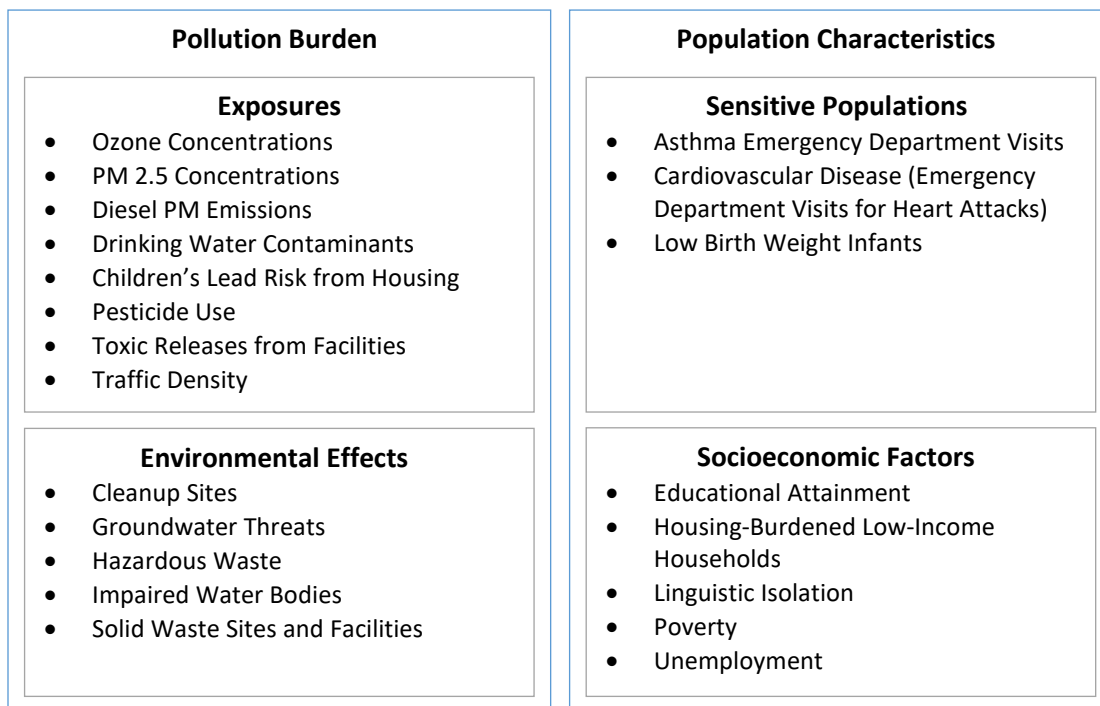 Pollution Burden
Exposures
• Ozone Concentrations
• PM 2.5 Concentrations
• Diesel PM Emissions
• Drinking Water Contaminants
• Children’s Lead Risk from Housing
• Pesticide Use
• Toxic Releases from Facilities
• Traffic Density
Environmental Effects
• Cleanup Sites
• Groundwater Threats
• Hazardous Waste
• Impaired Water Bodies
• Solid Waste Sites and Facilities
Population Characteristics
Sensitive Populations
• Asthma Emergency Department Visits
• Cardiovascular Disease (Emergency
Department Visits for Heart Attacks)
• Low Birth Weight Infants
Socioeconomic Factors
• Educational Attainment
• Housing-Burdened Low-Income
Households
• Linguistic Isolation
• Poverty
• Unemployment